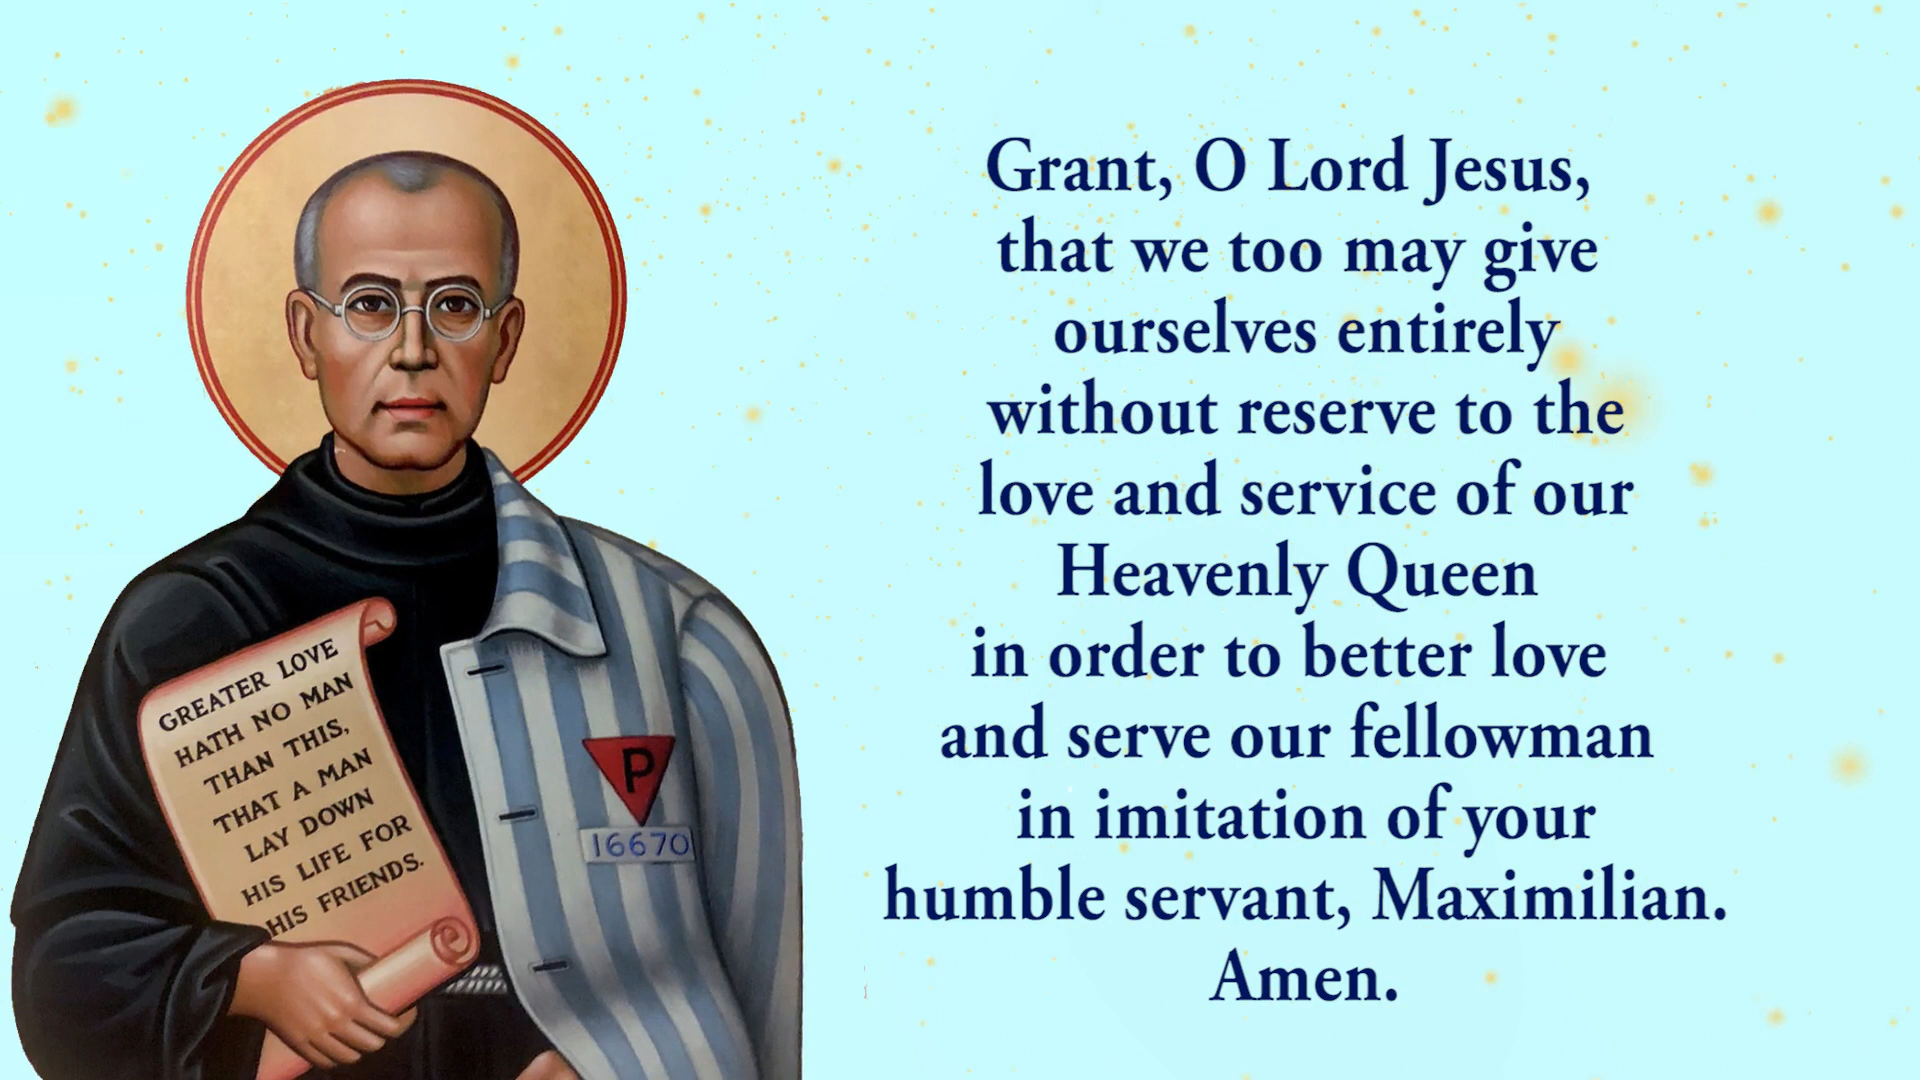 GREATER LOVE
HATH NO MAN
THAN THIS,
THAT A MAN
LAY DOWN
HIS LIFE FOR
HIS FRIENDS.
P
16670
Grant, O Lord Jesus,
that we too may give
ourselves entirely
without reserve to the
love and service of our
Heavenly Queen
in order to better love
and serve our fellowman
in imitation of your
humble servant, Maximilian.
Amen.